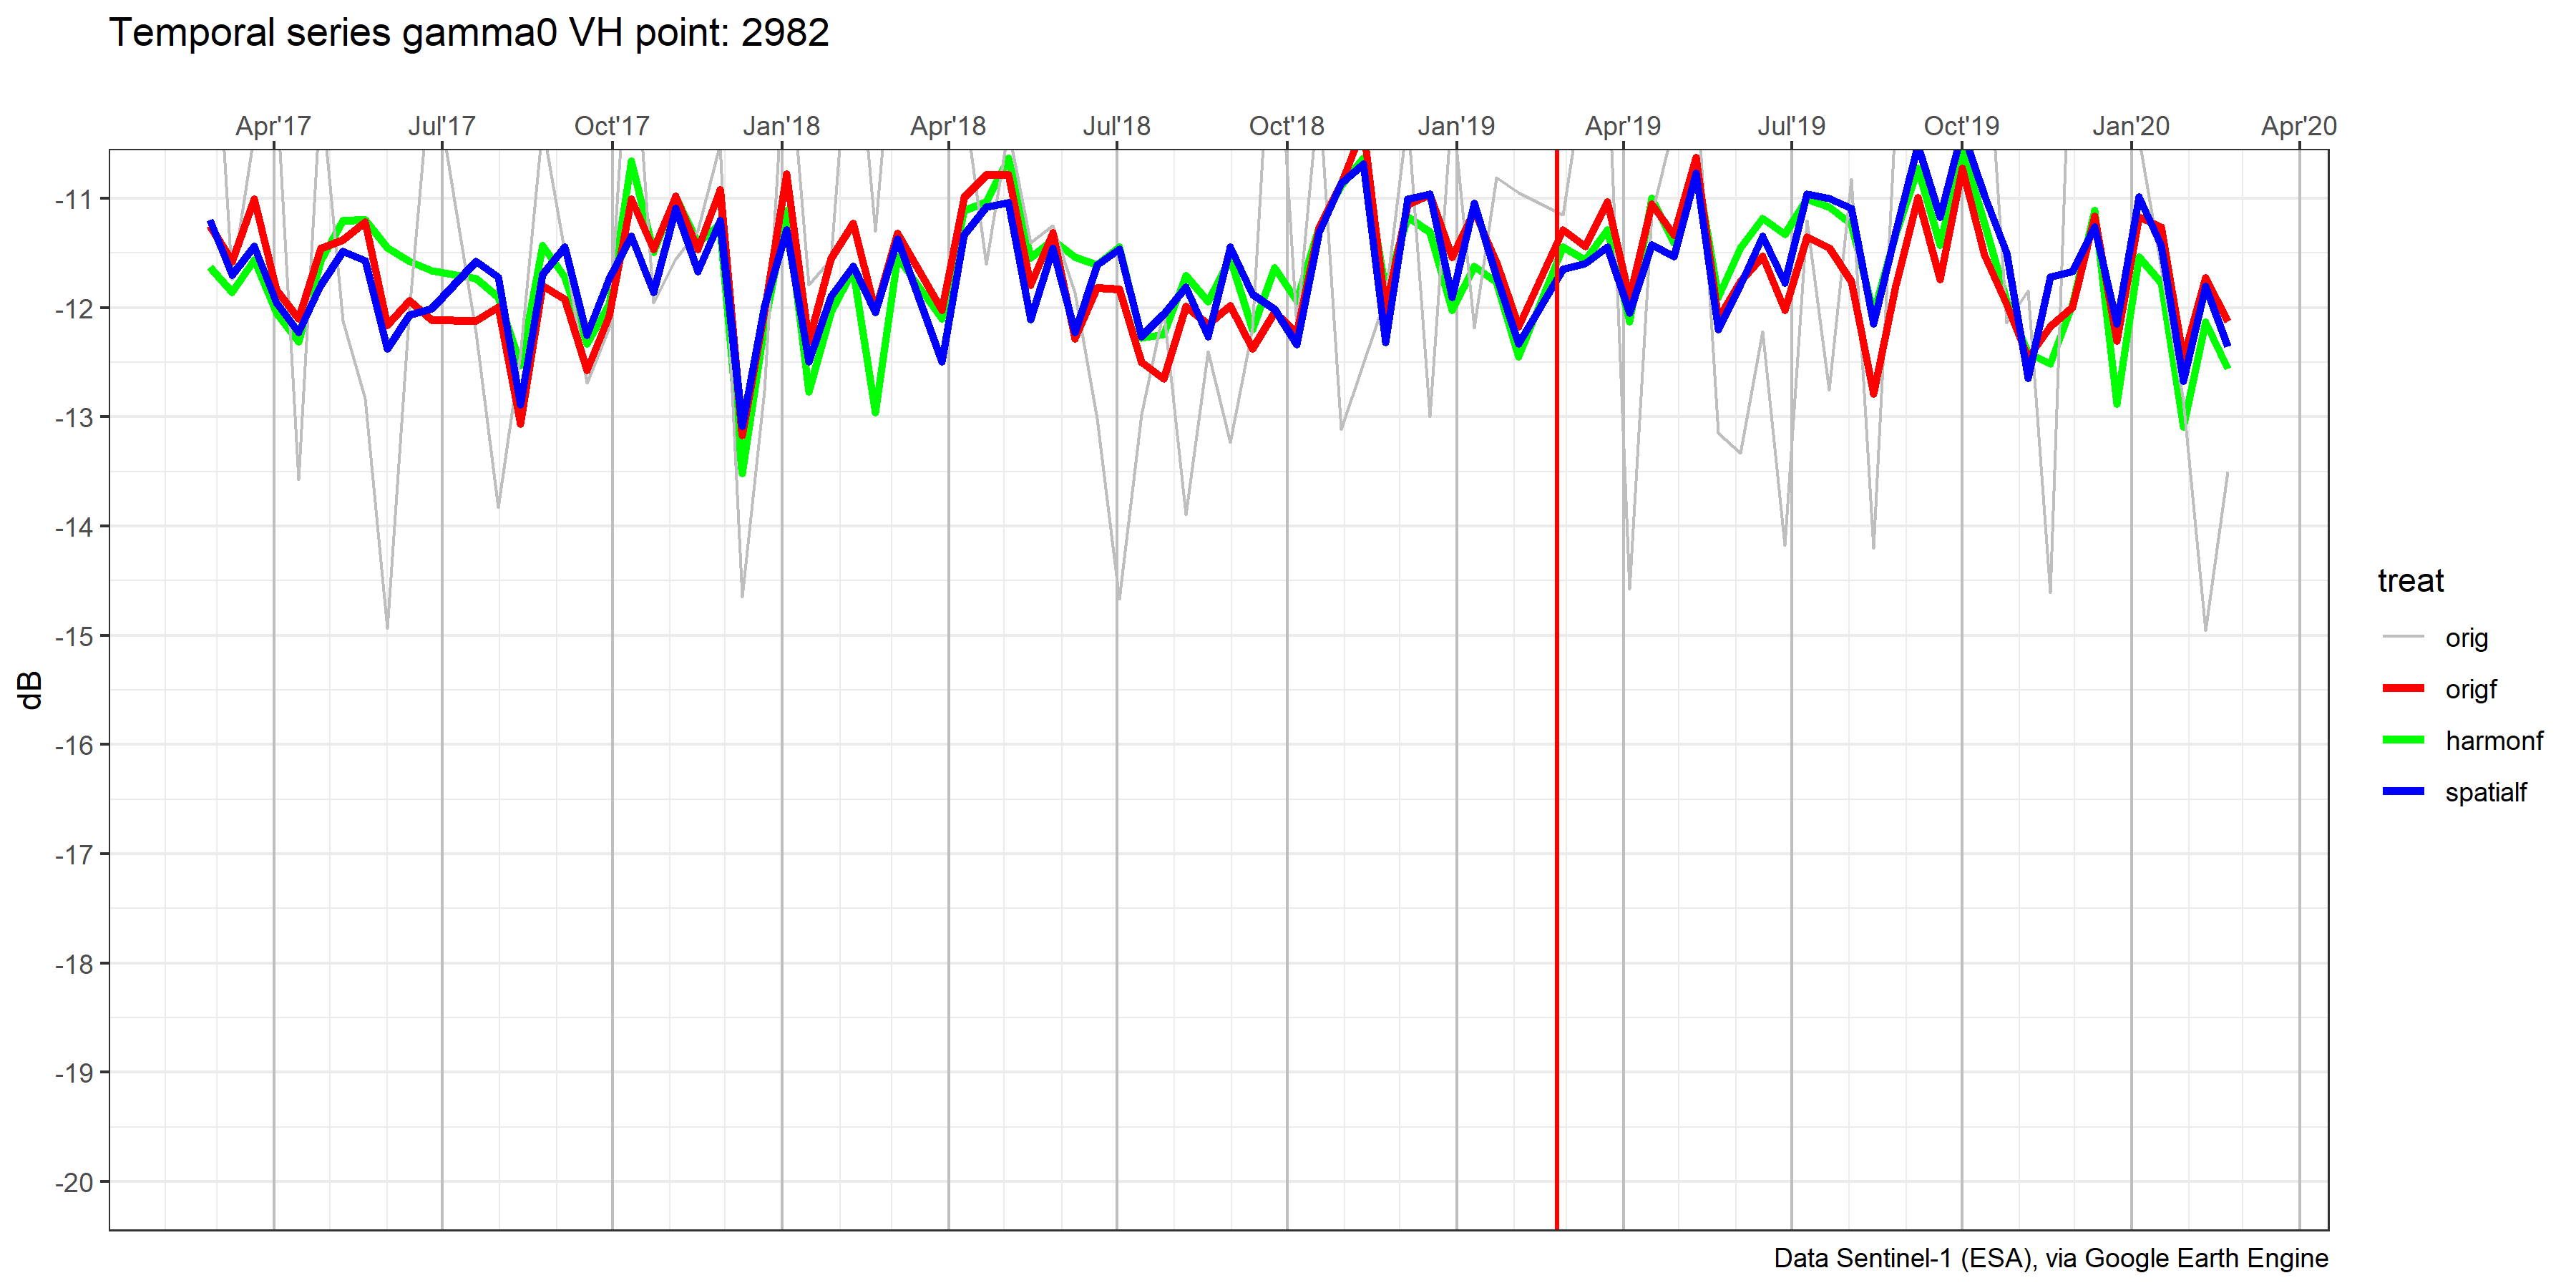 Temporal series gamma0 VH point: 2982
Apr'17 Jul'17 Oct'17 Jan'18 Apr'18 Jul'18 Oct'18 Jan'19 Apr'19 Jul'19 Oct'19 Jan'20 Apr'20
-11
-12
-13
-14
-15
-16
-17
-18
-19
-20
dB
treat
orig
origf
harmonf
spatialf
Data Sentinel-1 (ESA), via Google Earth Engine